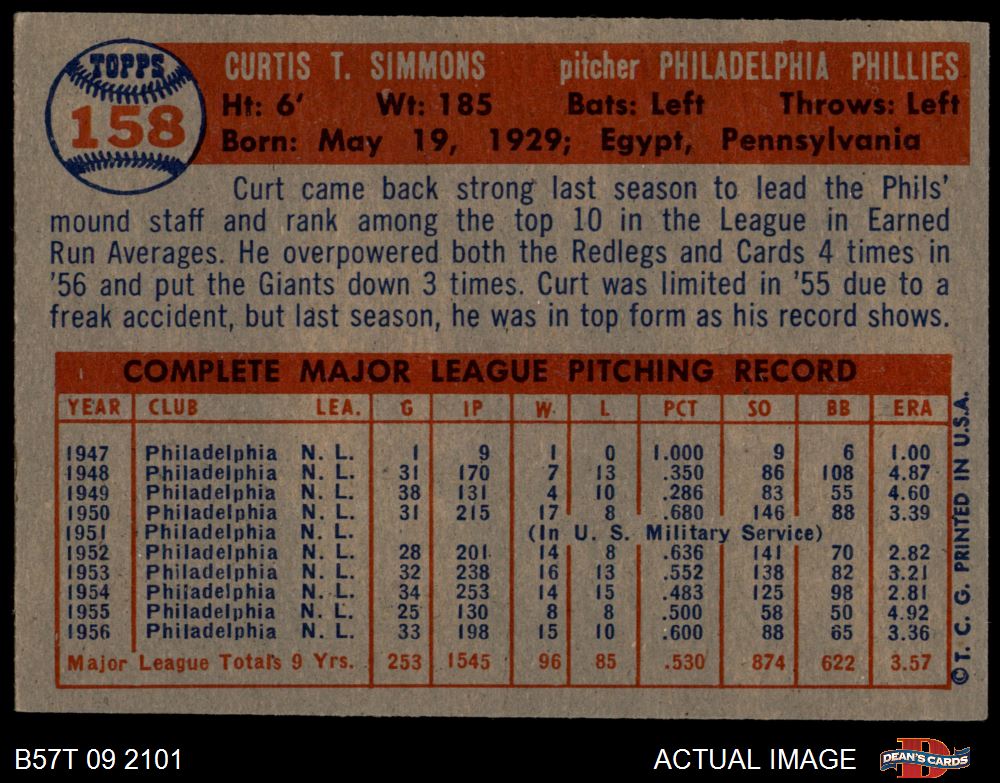 TOPPS
158
CURTIS T. SIMMONS pitcher PHILADELPHIA PHILLIES
Ht: 6' Wt: 185 Bats: Left Throws: Left
Born: May 19, 1929; Egypt, Pennsylvania
Curt came back strong last season to lead the Phils'
mound staff and rank among the top 10 in the League in Earned
Run Averages. He overpowered both the Redlegs and Cards 4 times in
'56 and put the Giants down 3 times. Curt was limited in '55 due to a
freak accident, but last season, he was in top form as his record shows.
COMPLETE MAJOR LEAGUE PITCHING RECORD
YEAR CLUB LEA. G IP W L PCT SO BB ERA
1947 Philadelphia N. L. 1 9 1 0 1.000 9 6 1.00
1948 Philadelphia N. L. 31 170 7 13 .350 86 108 4.87
1949 Philadelphia N. L. 38 131 4 10 .286 83 55 4.60
1950 Philadelphia N. L. 31 215 17 8 .680 146 88 3.39
1951 Philadelphia N. L. (In U. S. Military Service)
1952 Philadelphia N. L. 28 201 14 8 .636 141 70 2.82
1953 Philadelphia N. L. 32 238 16 13 .552 138 82 3.21
1954 Philadelphia N. L. 34 253 14 15 .483 125 98 2.81
1955 Philadelphia N. L. 25 130 8 8 .500 58 50 4.92
1956 Philadelphia N. L. 33 198 15 10 .600 88 65 3.36
Major League Totals 9 Yrs. 253 1545 96 85 .530 874 622 3.57
© T. C. G. PRINTED IN U.S.A.
B57T 09 2101
ACTUAL IMAGE
DEAN'S CARDS